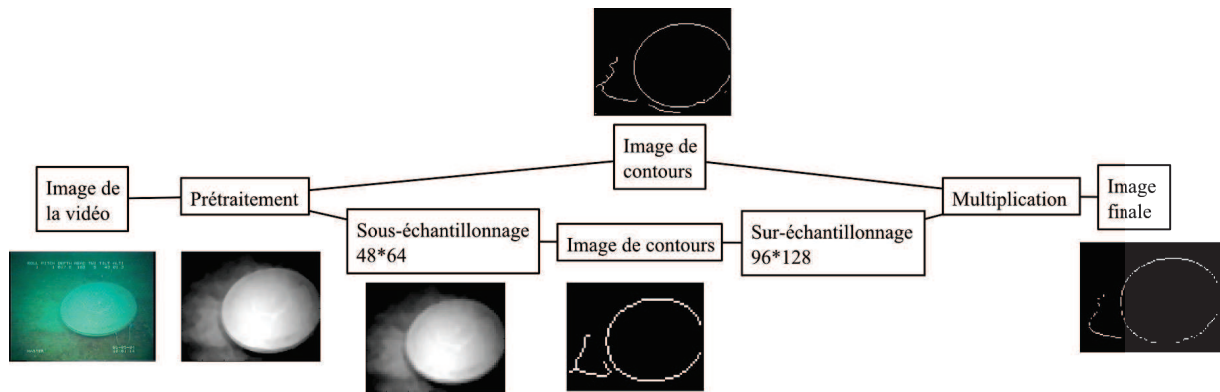 Image de
contours
Image de
la vidéo
Prétraitement
Sous-échantillonnage
48*64
Image de contours
Sur-échantillonnage
96*128
Multiplication
Image
finale